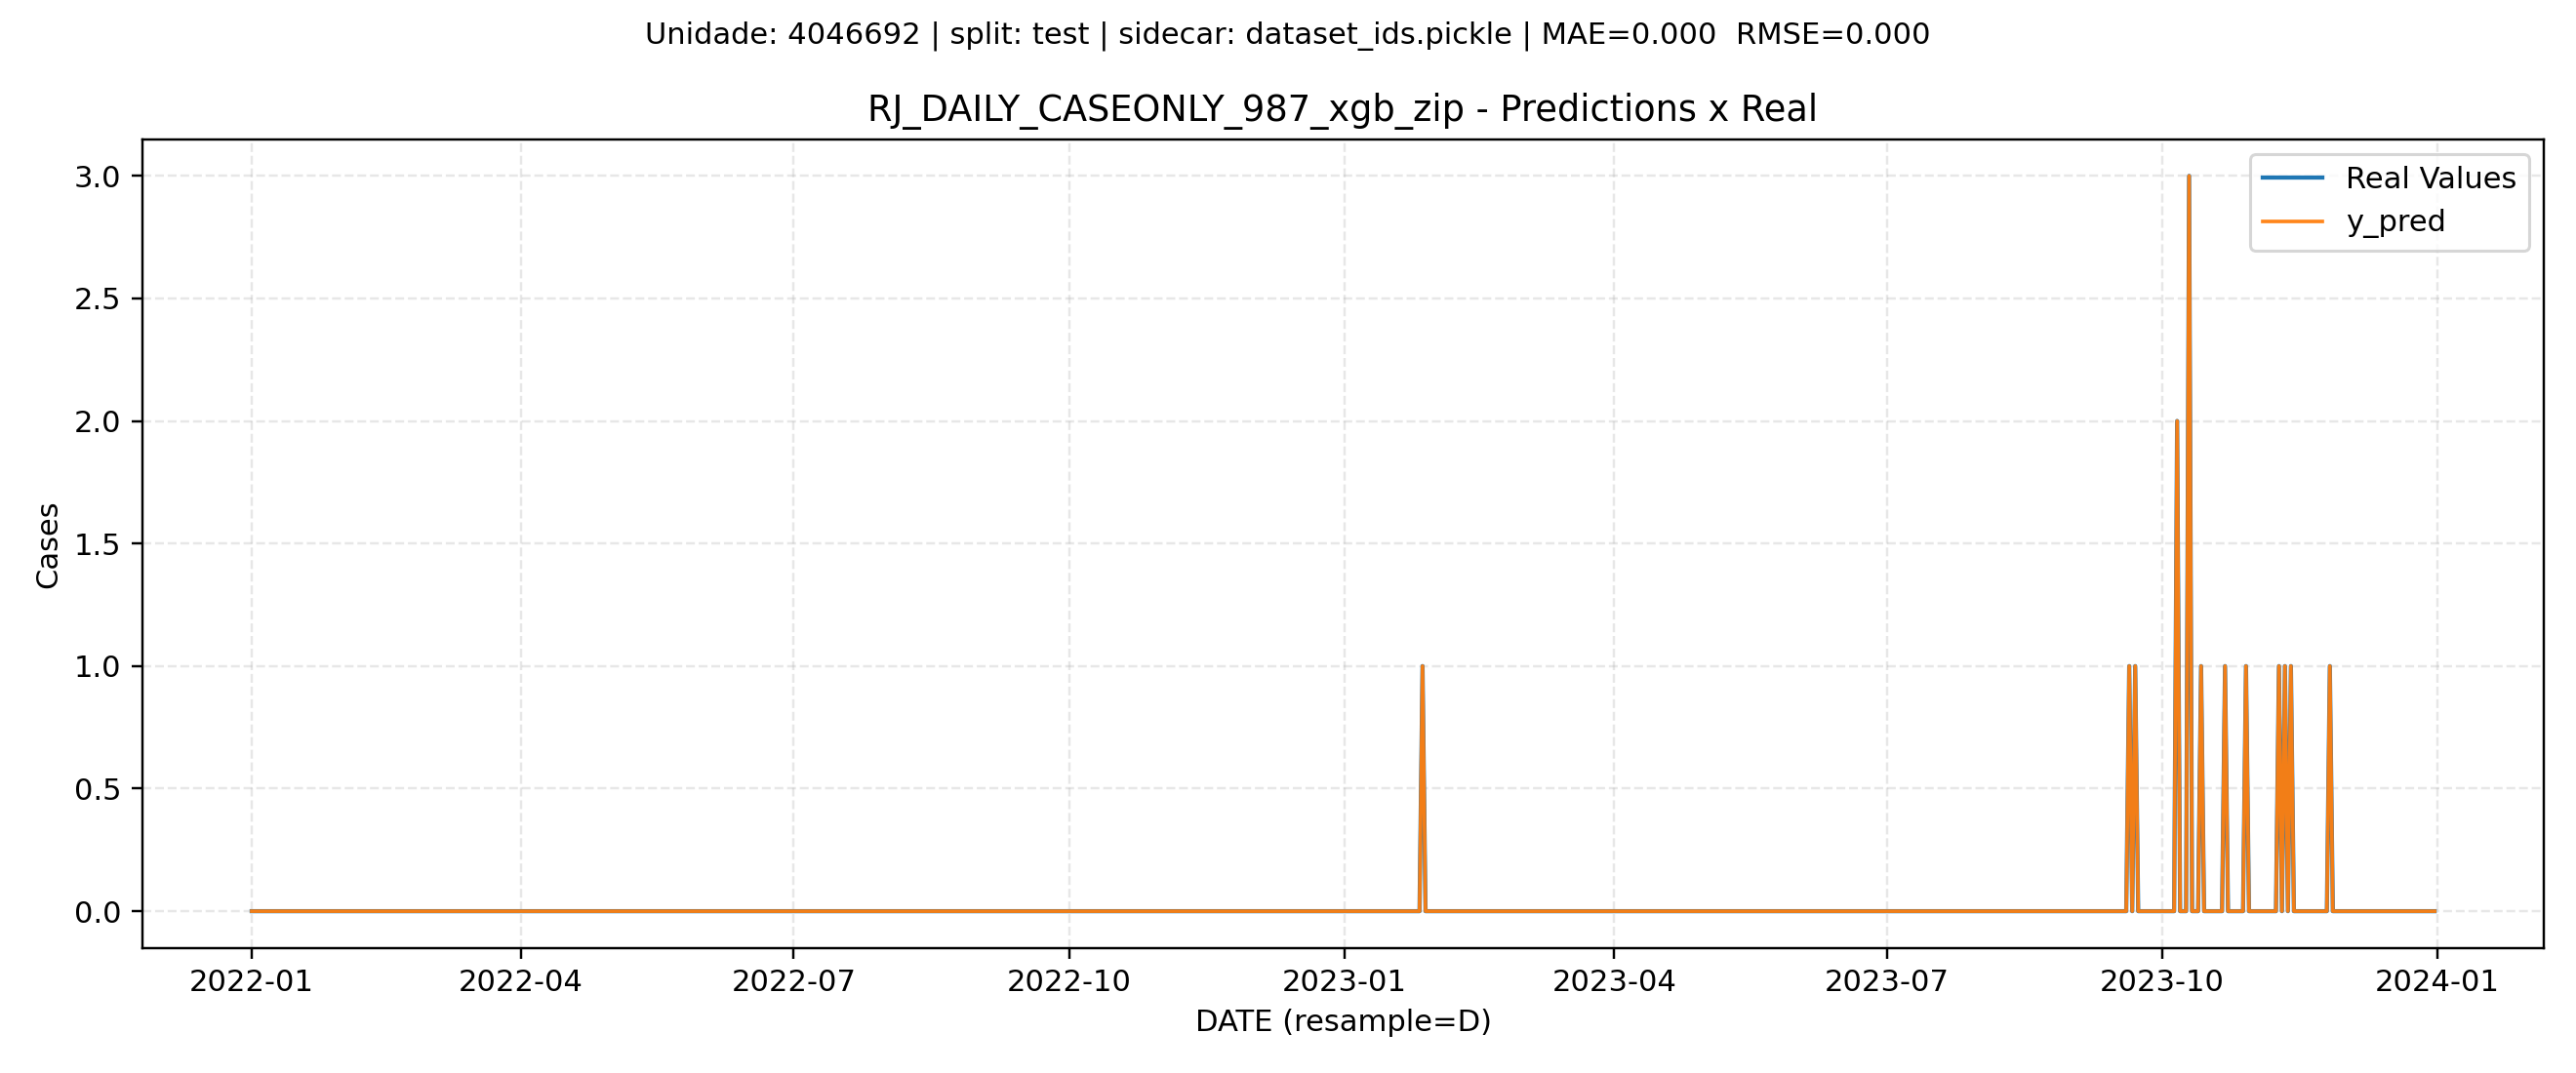 Unidade: 4046692 | split: test | sidecar: dataset_ids.pickle | MAE=0.000  RMSE=0.000
RJ_DAILY_CASEONLY_987_xgb_zip - Predictions x Real
Real Values
y_pred
Cases
3.0
2.5
2.0
1.5
1.0
0.5
0.0
2022-01 2022-04 2022-07 2022-10 2023-01 2023-04 2023-07 2023-10 2024-01
DATE (resample=D)